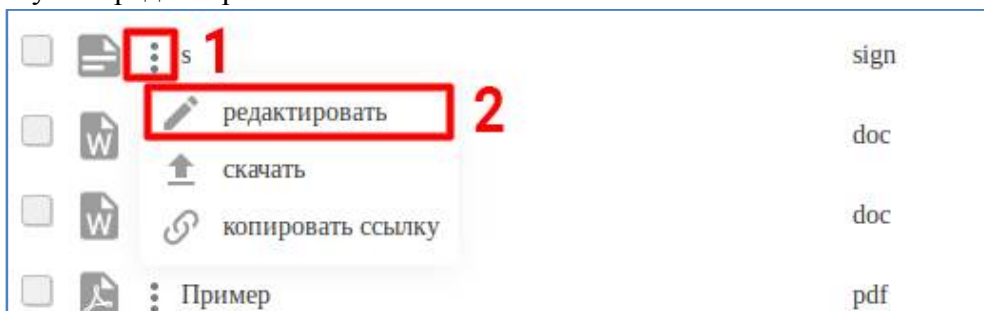 s 1 sign
редактировать 2
doc
скачать
doc
копировать ссылку
Пример pdf